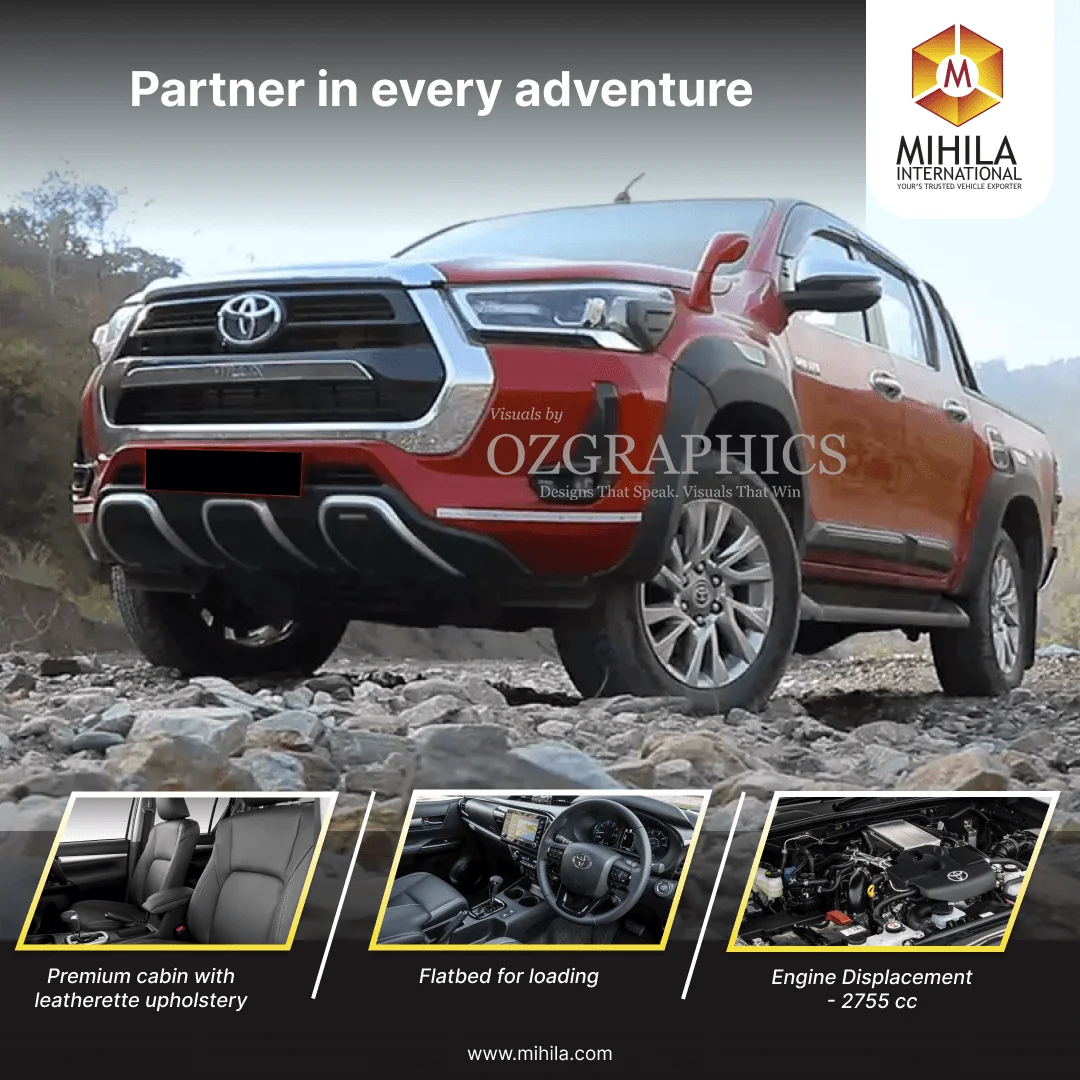 Partner in every adventure
M
MIHILA
INTERNATIONAL
YOUR'S TRUSTED VEHICLE EXPORTER
Visuals by
OZGRAPHICS
Designs That Speak. Visuals That Win
Premium cabin with
leatherette upholstery
Flatbed for loading
Engine Displacement
- 2755 cc
www.mihila.com